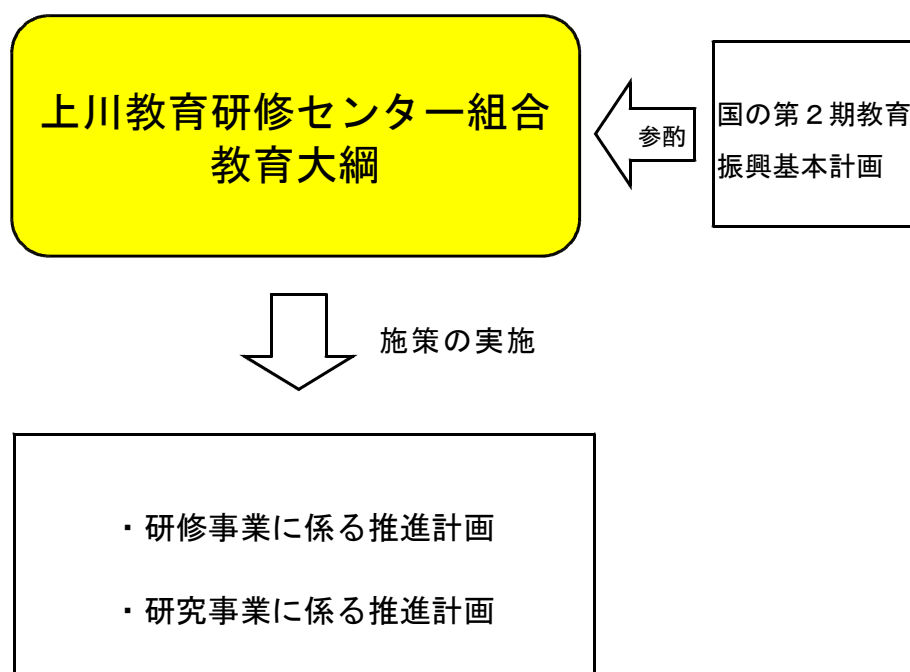 上川教育研修センター組合
教育大綱
参酌
国の第２期教育
振興基本計画
施策の実施
・研修事業に係る推進計画
・研究事業に係る推進計画